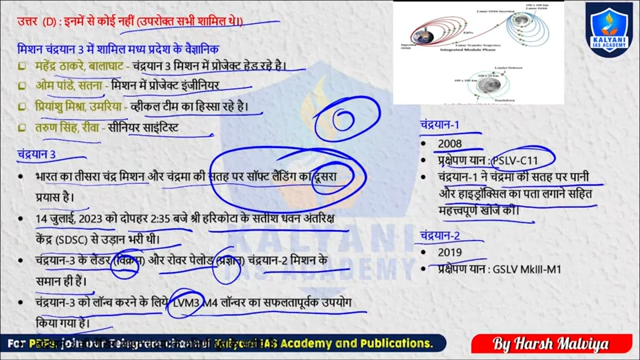 उत्तर (D) : इनमें से कोई नहीं (उपरोक्त सभी शामिल थे।)
मिशन चंद्रयान 3 में शामिल मध्य प्रदेश के वैज्ञानिक
महेंद्र ठाकरे, बालाघाट - चंद्रयान 3 मिशन में प्रोजेक्ट हेड रहे है।
ओम पांडे, सतना - मिशन में प्रोजेक्ट इंजीनियर
प्रियांशु मिश्रा, उमरिया - व्हीकल टीम का हिस्सा रहे है।
तरुण सिंह, रीवा - सीनियर साइंटिस्ट
चंद्रयान 3
भारत का तीसरा चंद्र मिशन और चंद्रमा की सतह पर सॉफ्ट लैंडिंग का दूसरा
प्रयास है।
14 जुलाई, 2023 को दोपहर 2:35 बजे श्री हरिकोटा के सतीश धवन अंतरिक्ष
केंद्र (SDSC) से उड़ान भरी थी।
चंद्रयान-3 के लैंडर (विक्रम) और रोवर पेलोड (प्रज्ञान) चंद्रयान-2 मिशन के
समान ही हैं।
चंद्रयान-3 को लॉन्च करने के लिये LVM3 M4 लॉन्चर का सफलतापूर्वक उपयोग
किया गया है।
Integrated Module Phase
चंद्रयान-1
2008
प्रक्षेपण यान : PSLV-C11
चंद्रयान-1 ने चंद्रमा की सतह पर पानी
और हाइड्रॉक्सिल का पता लगाने सहित
महत्त्वपूर्ण खोजें की।
चंद्रयान-2
2019
प्रक्षेपण यान : GSLV MkIII-M1
KALYANI
IAS ACADEMY
KALYANI
IAS ACADEMY
For PDFs, join our Telegram channel Kalyani IAS Academy and Publications.
By Harsh Malviya